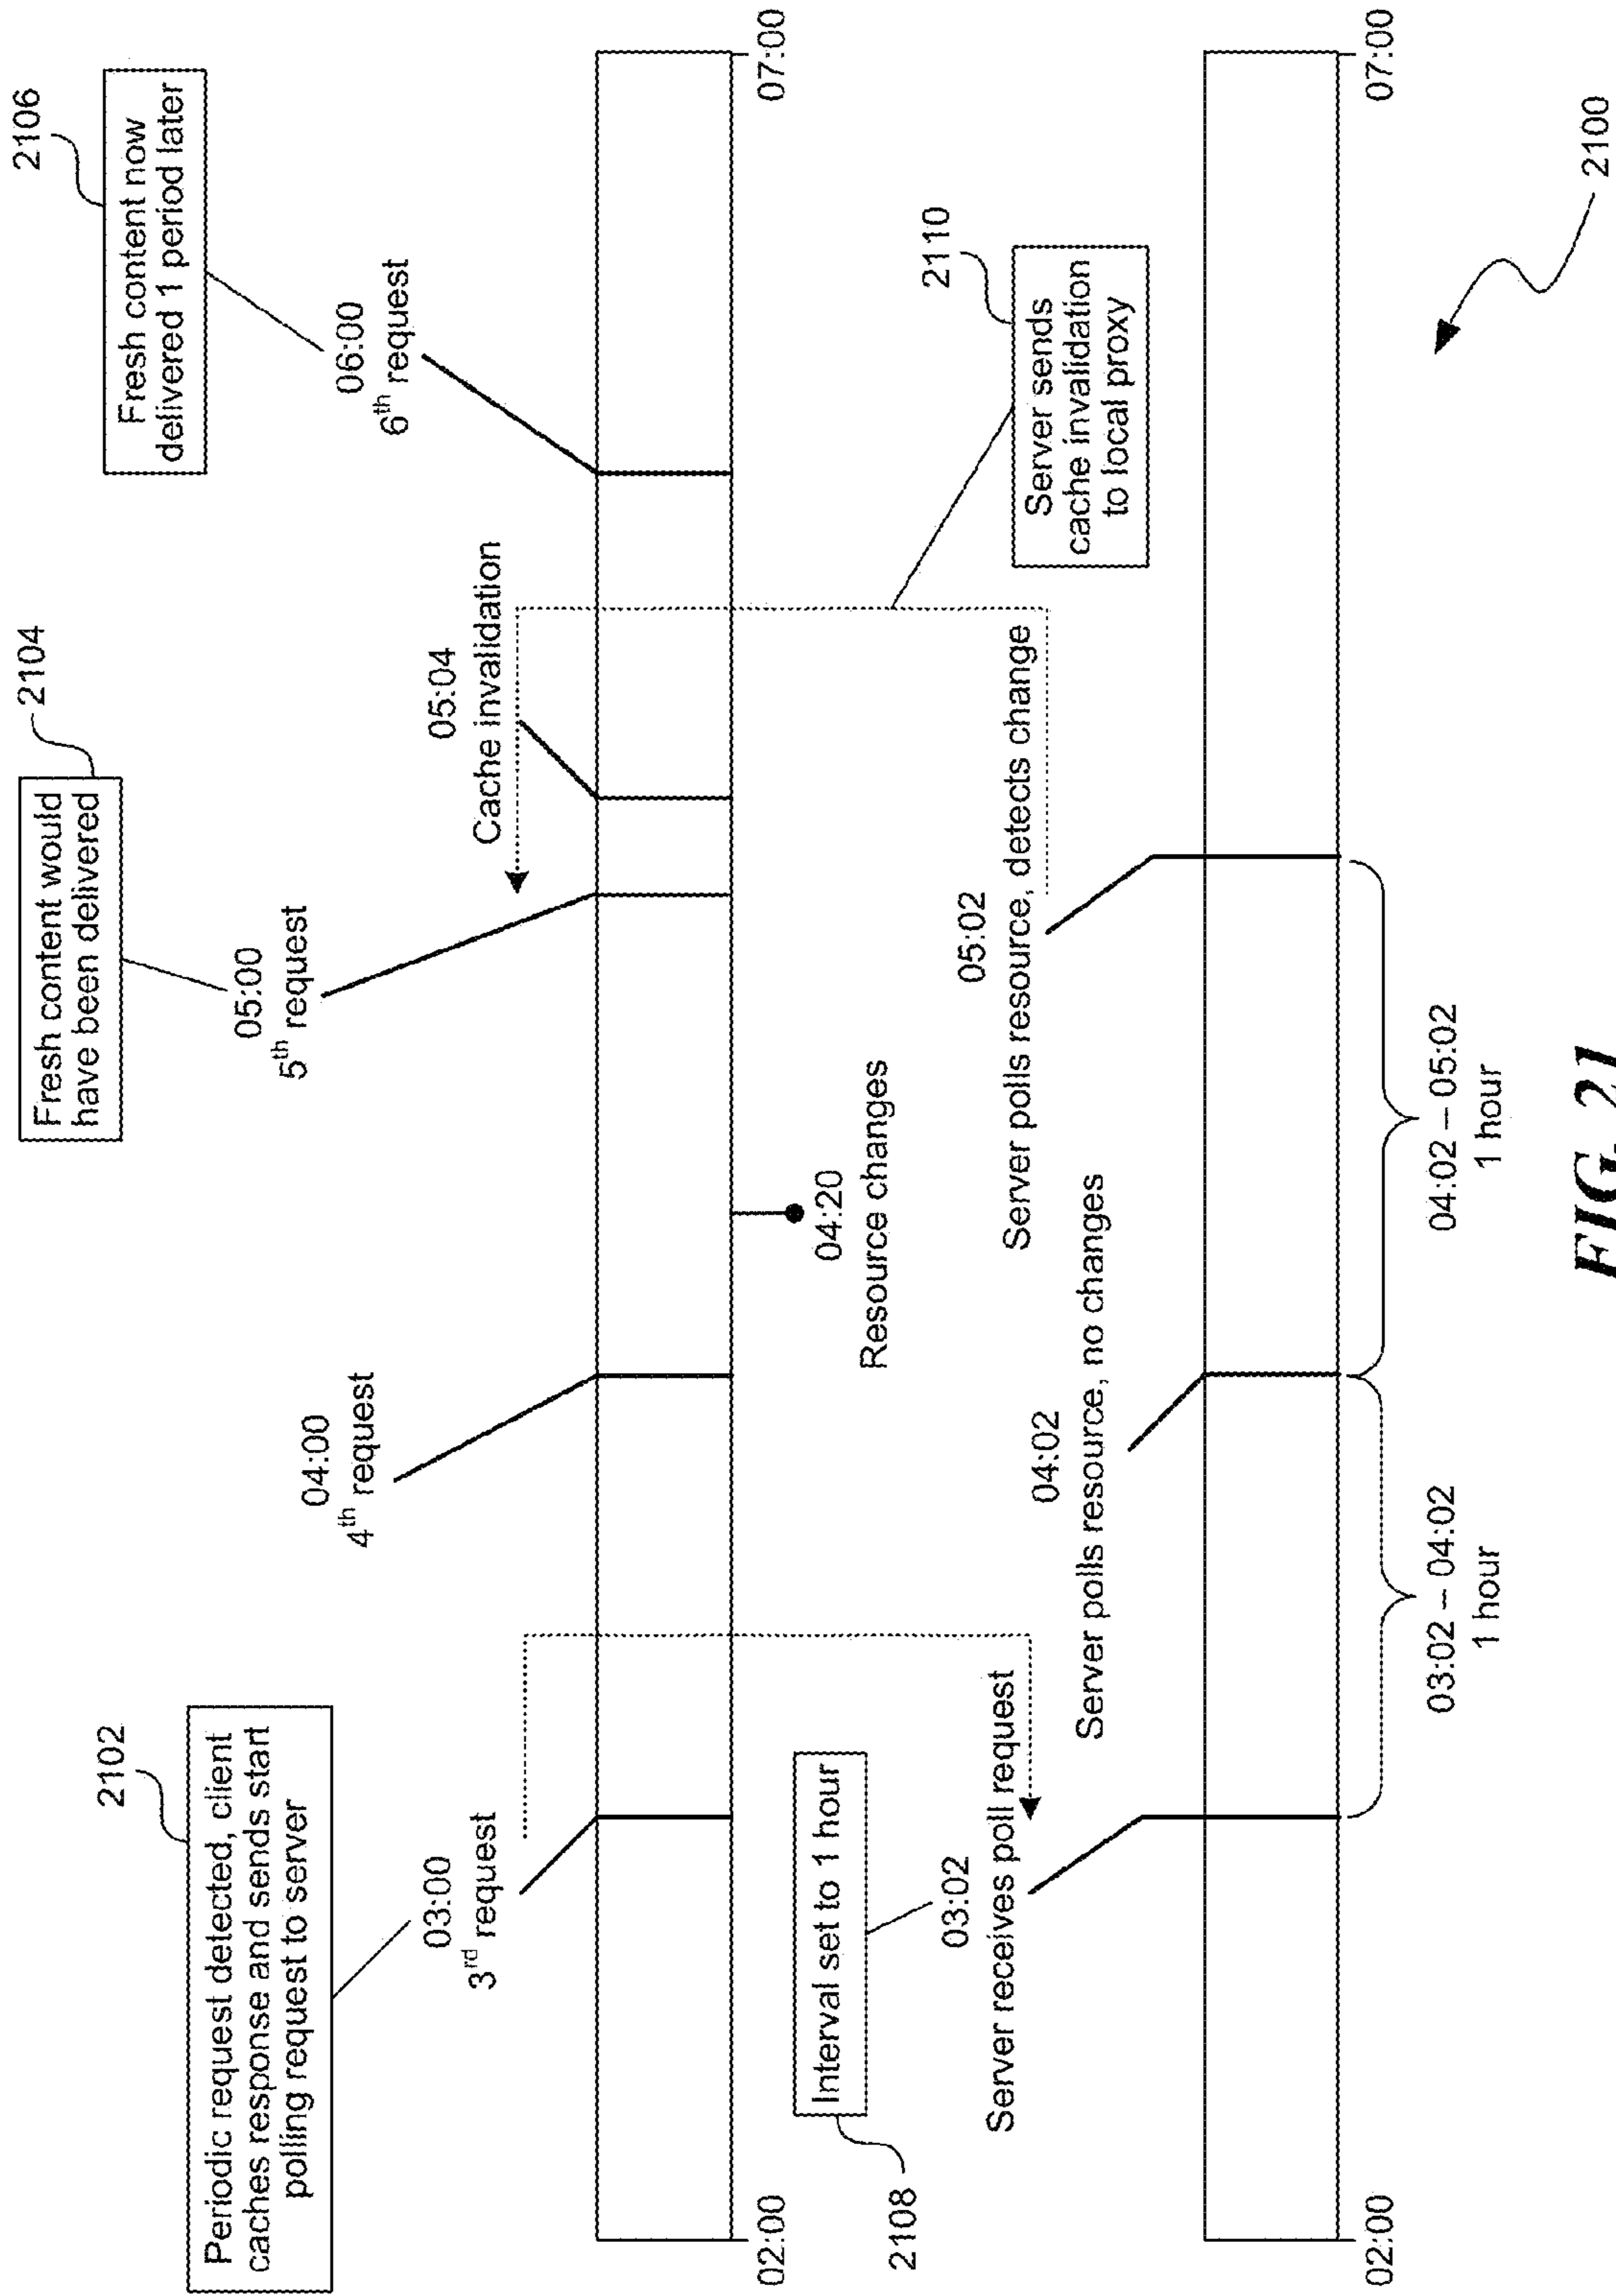 2102
Periodic request detected, client
caches response and sends start
polling request to server
03:00
3rd request
04:00
4th request
2104
Fresh content would
have been delivered
05:00
5th request
05:04
Cache invalidation
2106
Fresh content now
delivered 1 period later
06:00
6th request
02:00
07:00
04:20
Resource changes
2108
Interval set to 1 hour
03:02
Server receives poll request
04:02
Server polls resource, no changes
05:02
Server polls resource, detects change
2110
Server sends
cache invalidation
to local proxy
02:00
07:00
03:02 – 04:02
1 hour
04:02 – 05:02
1 hour
2100
FIG. 21